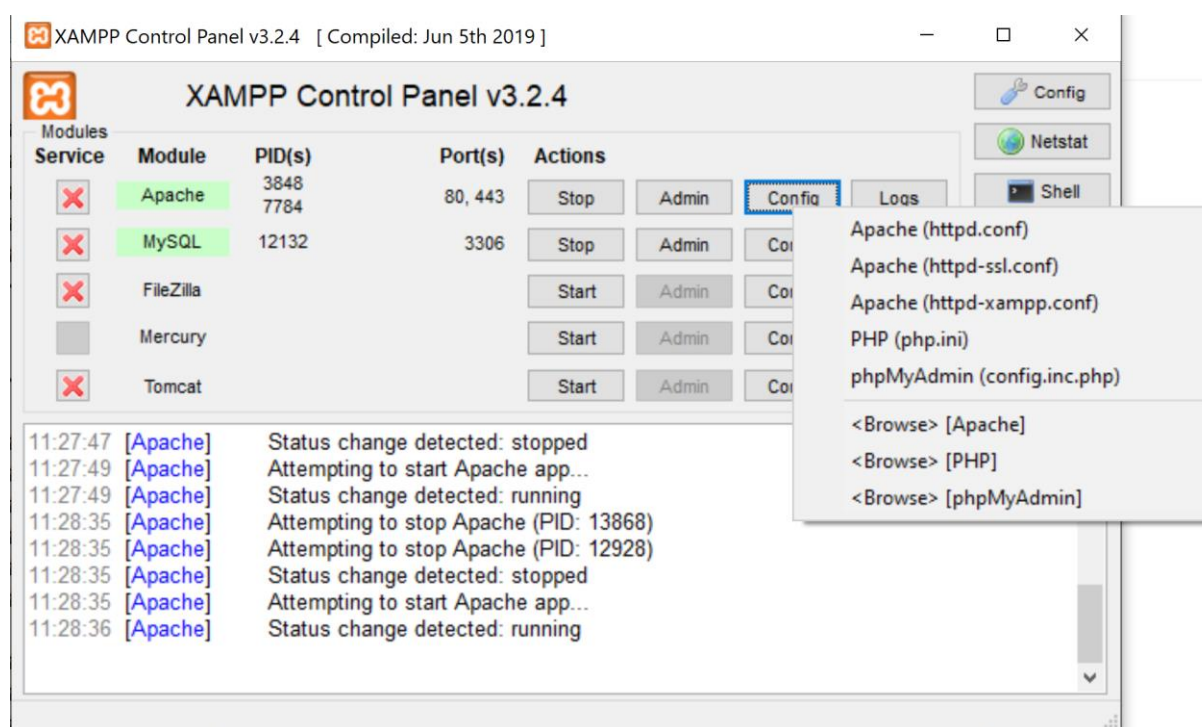 XAMPP Control Panel v3.2.4 [ Compiled: Jun 5th 2019 ]
XAMPP Control Panel v3.2.4
Config
Netstat
Shell
Modules
Service Module PID(s) Port(s) Actions
Apache 3848 7784 80, 443 Stop Admin Config Logs
MySQL 12132 3306 Stop Admin
FileZilla Start Admin
Mercury Start Admin
Tomcat Start Admin
Apache (httpd.conf)
Apache (httpd-ssl.conf)
Apache (httpd-xampp.conf)
PHP (php.ini)
phpMyAdmin (config.inc.php)
<Browse> [Apache]
<Browse> [PHP]
<Browse> [phpMyAdmin]
11:27:47 [Apache] Status change detected: stopped
11:27:49 [Apache] Attempting to start Apache app...
11:27:49 [Apache] Status change detected: running
11:28:35 [Apache] Attempting to stop Apache (PID: 13868)
11:28:35 [Apache] Attempting to stop Apache (PID: 12928)
11:28:35 [Apache] Status change detected: stopped
11:28:35 [Apache] Attempting to start Apache app...
11:28:36 [Apache] Status change detected: running